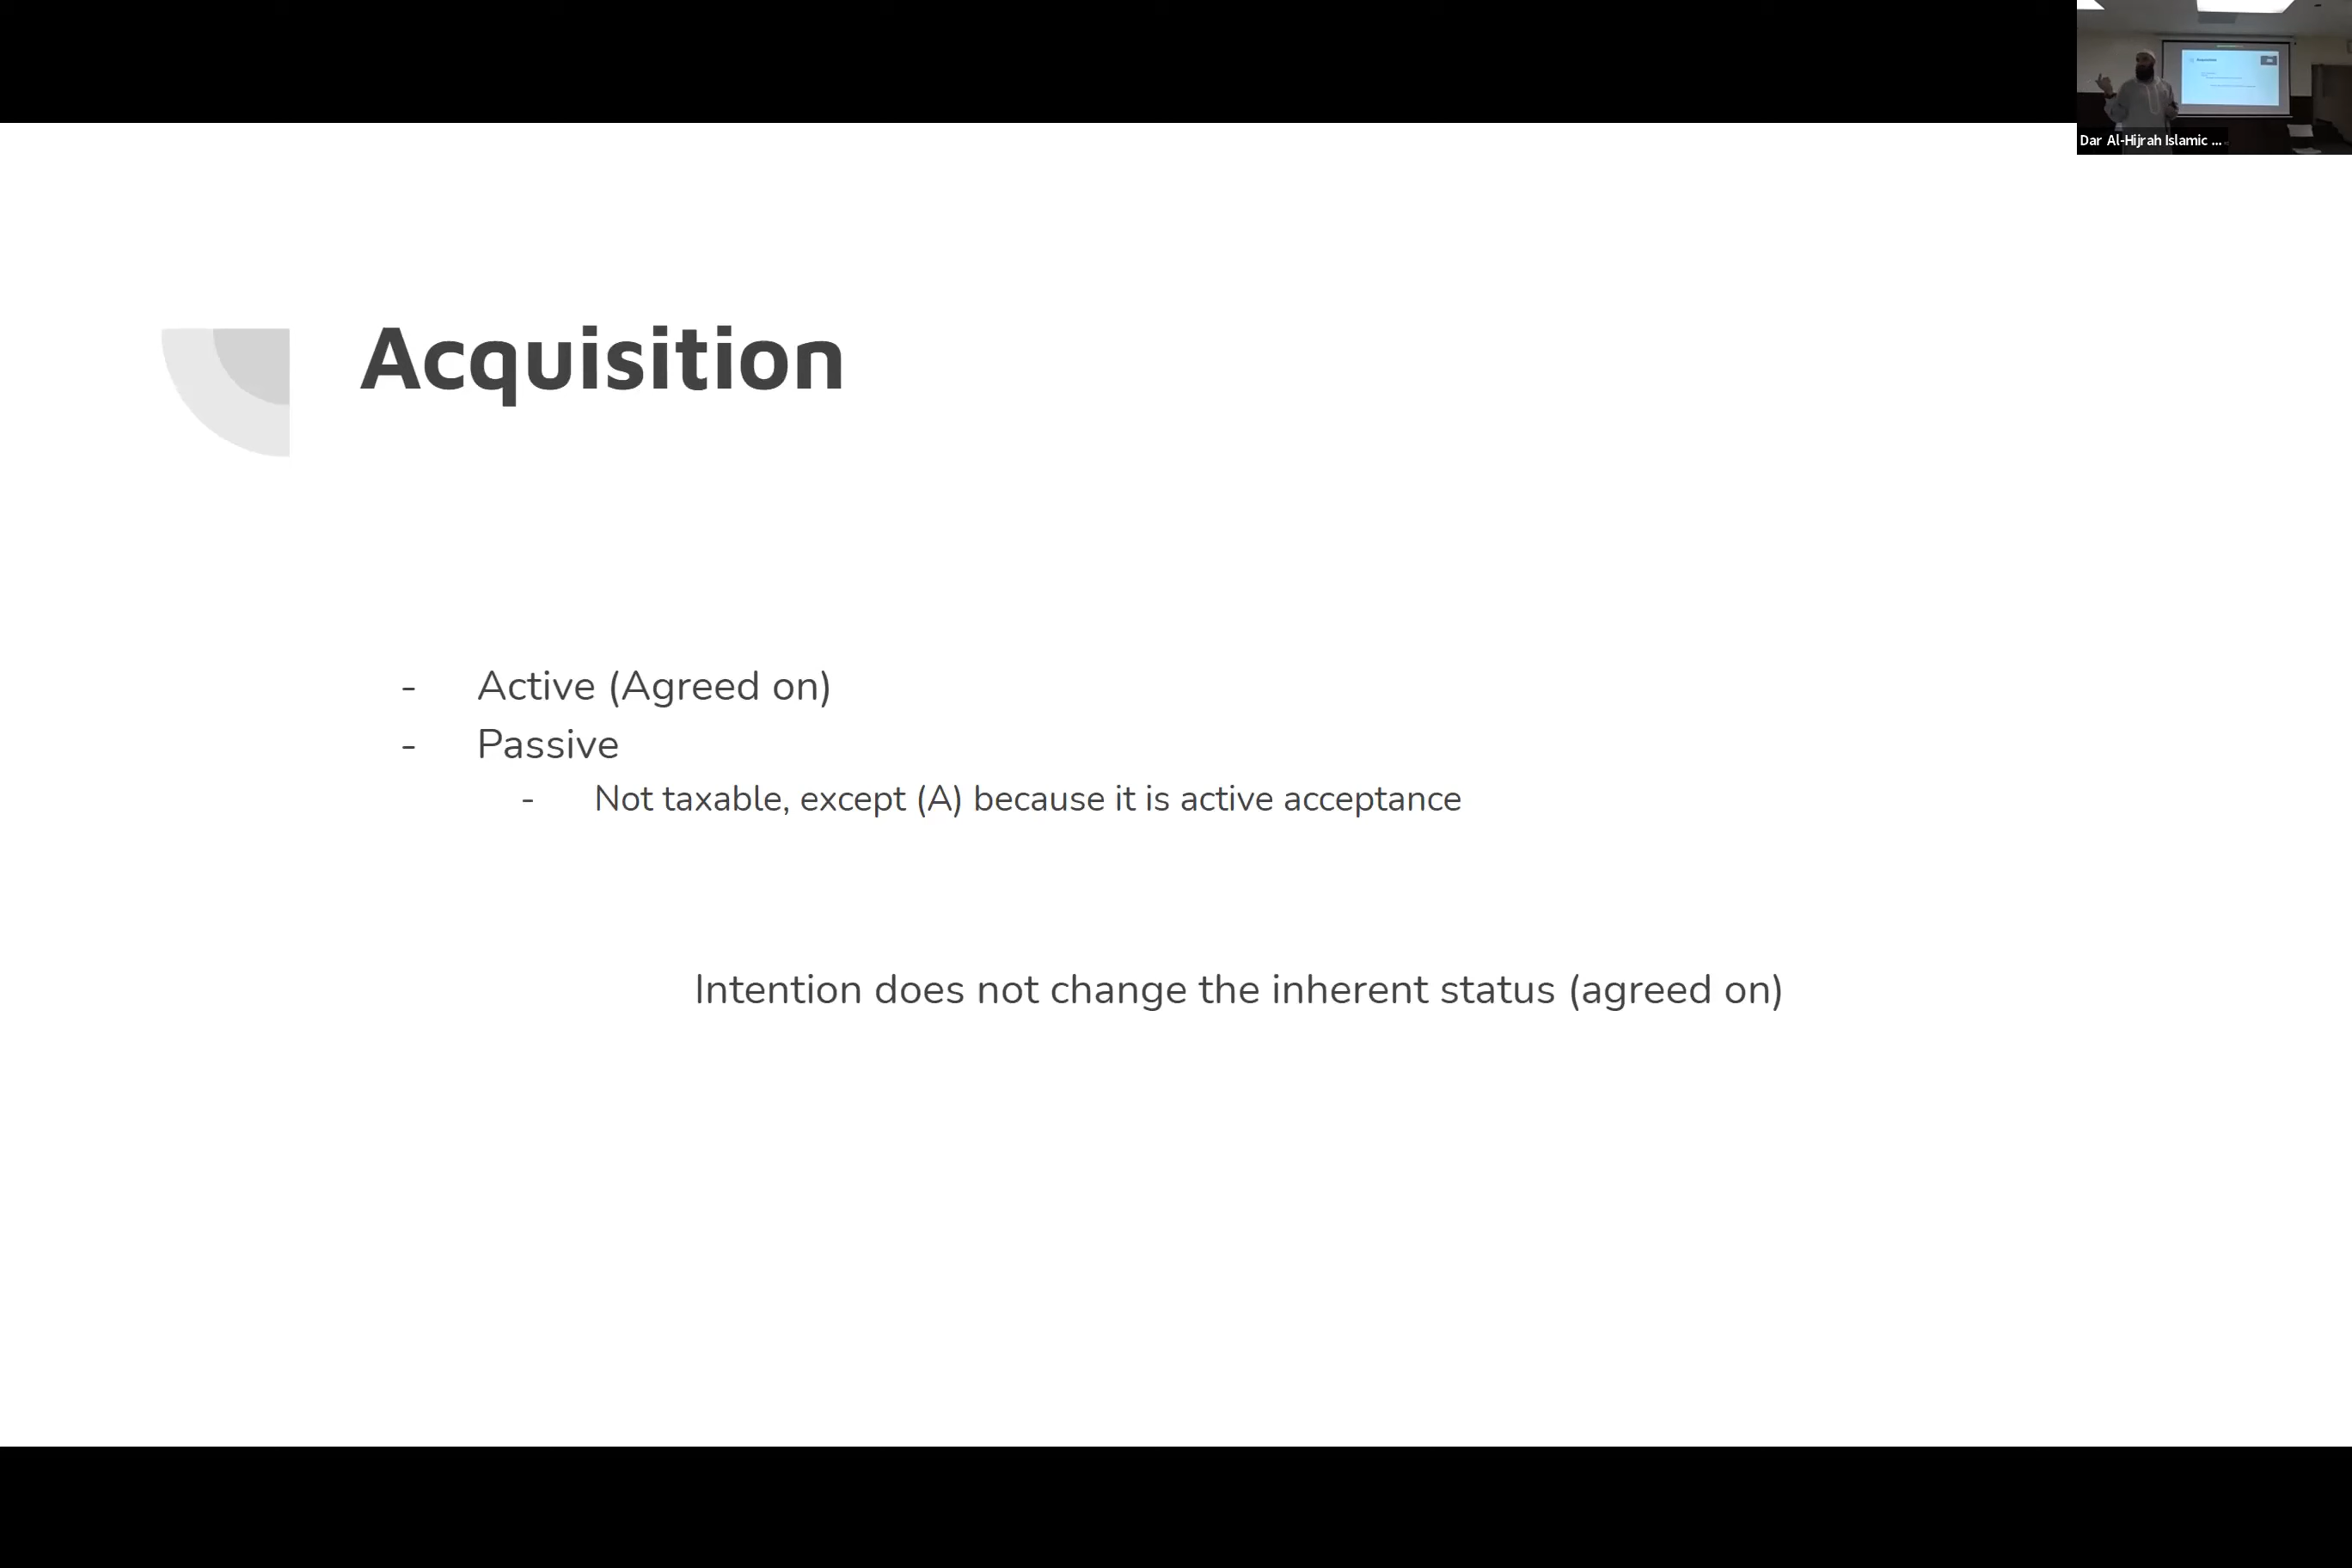 Dar Al-Hijrah Islamic ...
Acquisition
- Active (Agreed on)
- Passive
- Not taxable, except (A) because it is active acceptance
Intention does not change the inherent status (agreed on)